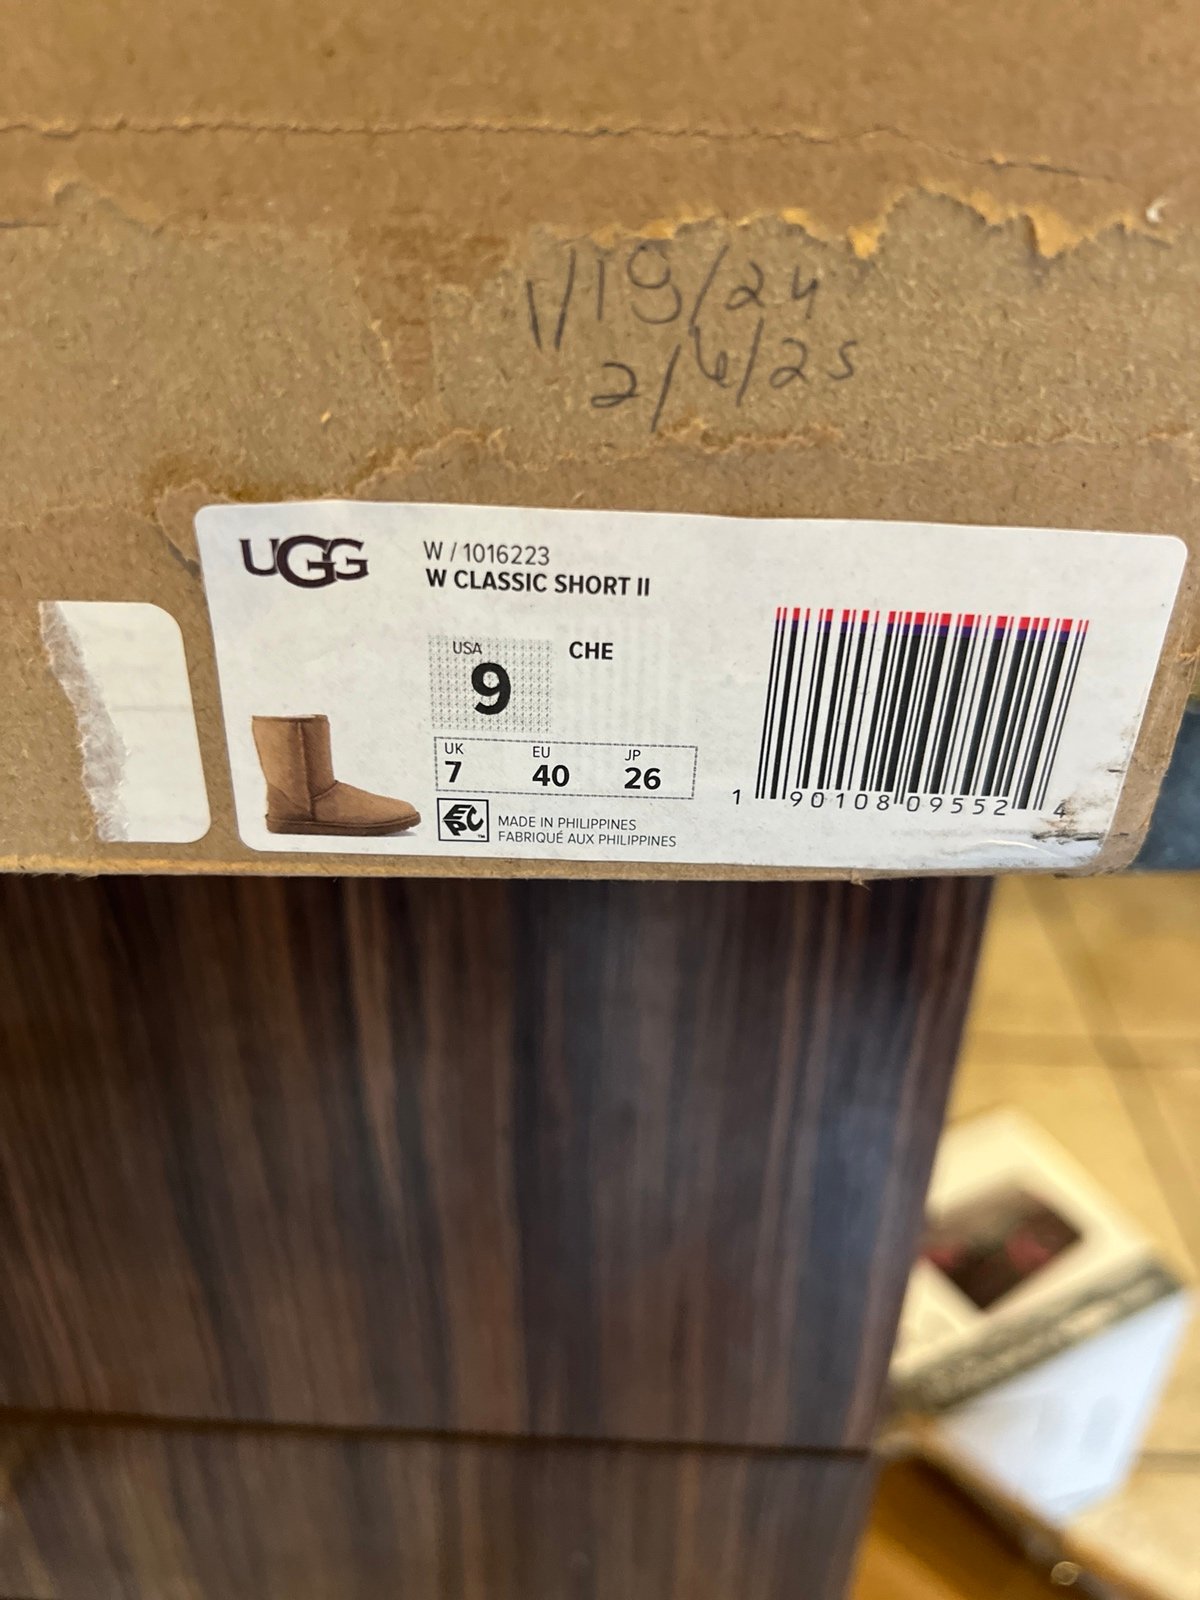 1/19/24
2/6/25
UGG
W / 1016223
W CLASSIC SHORT II
USA
9
CHE
UK
7
EU
40
JP
26
EPC™
MADE IN PHILIPPINES
FABRIQUÉ AUX PHILIPPINES
1 90108 09552 4